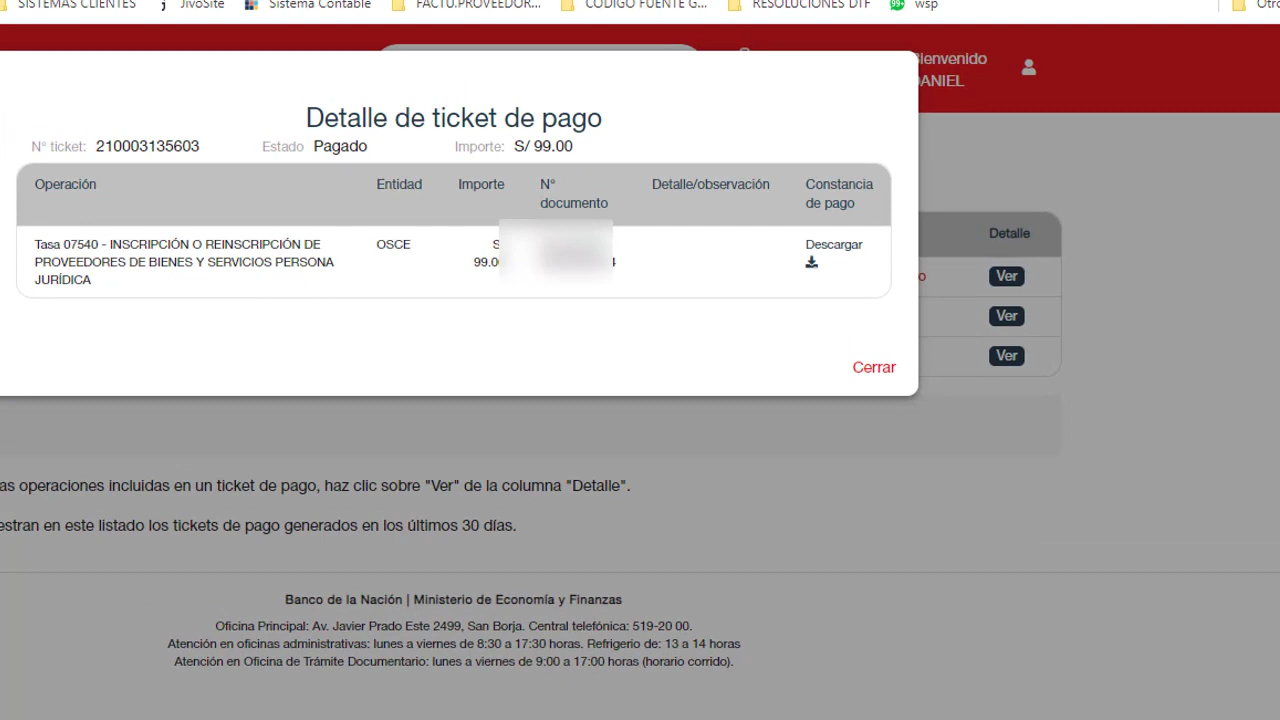 SISTEMAS CLIENTES JivoSite Sistema Contable FACTU.PROVEEDOR... CODIGO FUENTE G... RESOLUCIONES DTF 99+ wsp Otro
Bienvenido
DANIEL
Detalle de ticket de pago
N° ticket: 210003135603 Estado Pagado Importe: S/ 99.00
Operación Entidad Importe N° documento Detalle/observación Constancia de pago
Tasa 07540 - INSCRIPCIÓN O REINSCRIPCIÓN DE
PROVEEDORES DE BIENES Y SERVICIOS PERSONA
JURÍDICA
OSCE
S
99.0
4
Descargar
Cerrar
Detalle
o Ver
Ver
Ver
as operaciones incluidas en un ticket de pago, haz clic sobre "Ver" de la columna "Detalle".
estran en este listado los tickets de pago generados en los últimos 30 días.
Banco de la Nación | Ministerio de Economía y Finanzas
Oficina Principal: Av. Javier Prado Este 2499, San Borja. Central telefónica: 519-20 00.
Atención en oficinas administrativas: lunes a viernes de 8:30 a 17:30 horas. Refrigerio de: 13 a 14 horas
Atención en Oficina de Trámite Documentario: lunes a viernes de 9:00 a 17:00 horas (horario corrido).